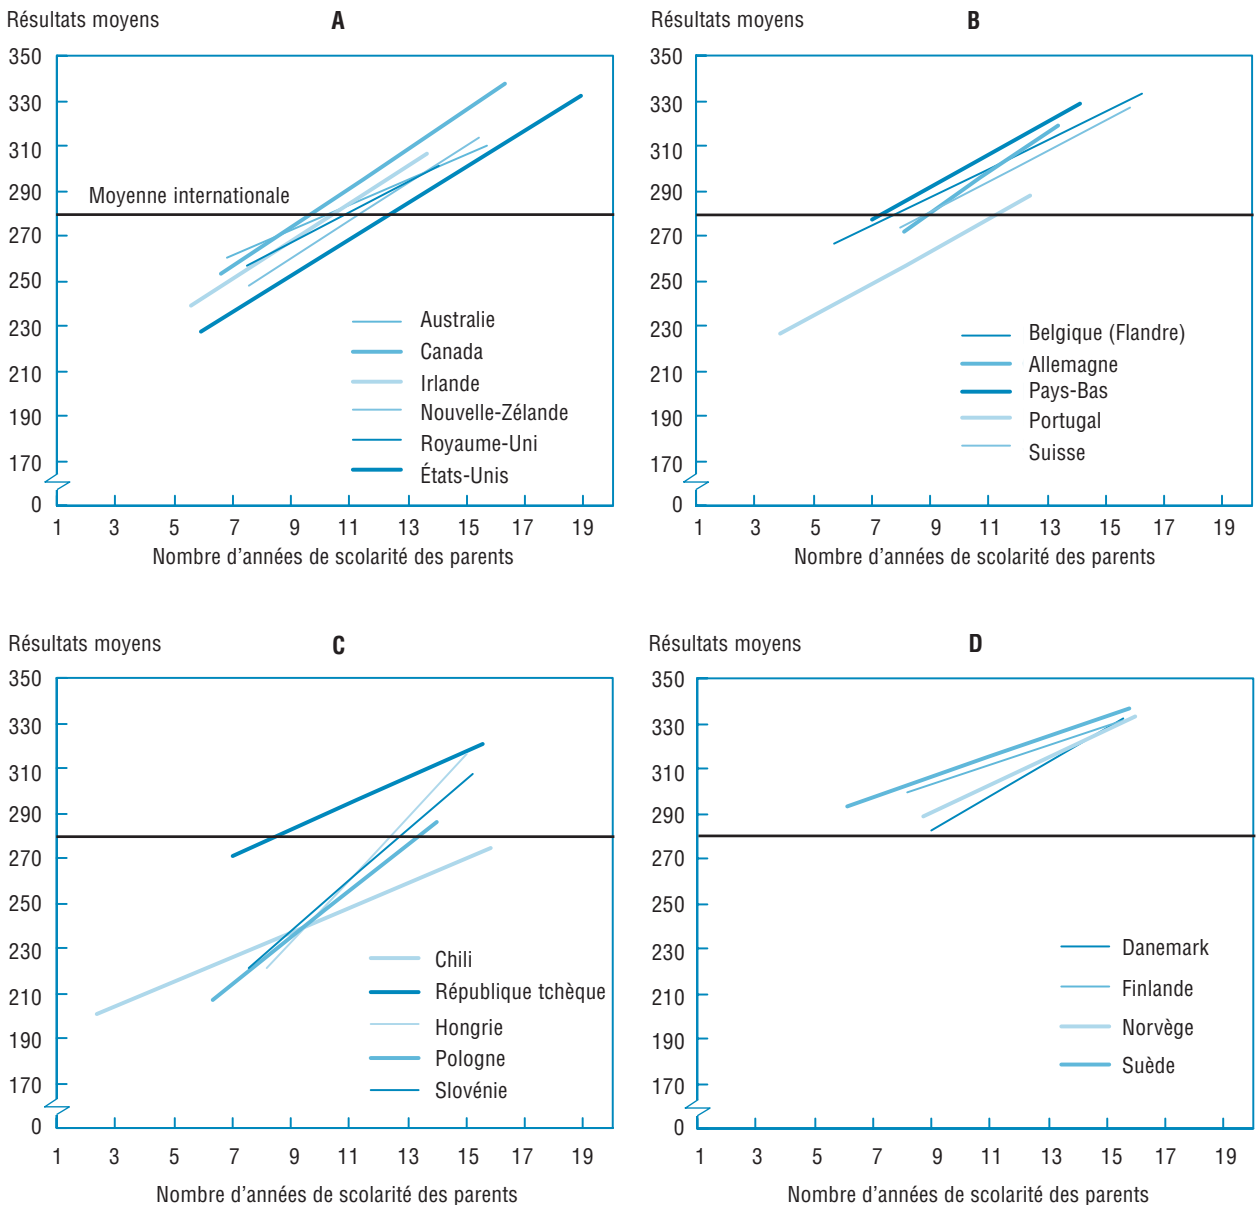 Résultats moyens
A
350
330
310
290
270
250
230
210
190
170
0
Moyenne internationale
Australie
Canada
Irlande
Nouvelle-Zélande
Royaume-Uni
États-Unis
1 3 5 7 9 11 13 15 17 19
Nombre d'années de scolarité des parents
Résultats moyens
B
350
330
310
290
270
250
230
210
190
170
0
Belgique (Flandre)
Allemagne
Pays-Bas
Portugal
Suisse
1 3 5 7 9 11 13 15 17 19
Nombre d'années de scolarité des parents
Résultats moyens
C
350
330
310
290
270
250
230
210
190
170
0
Chili
République tchèque
Hongrie
Pologne
Slovénie
1 3 5 7 9 11 13 15 17 19
Nombre d'années de scolarité des parents
Résultats moyens
D
350
330
310
290
270
250
230
210
190
170
0
Danemark
Finlande
Norvège
Suède
1 3 5 7 9 11 13 15 17 19
Nombre d'années de scolarité des parents